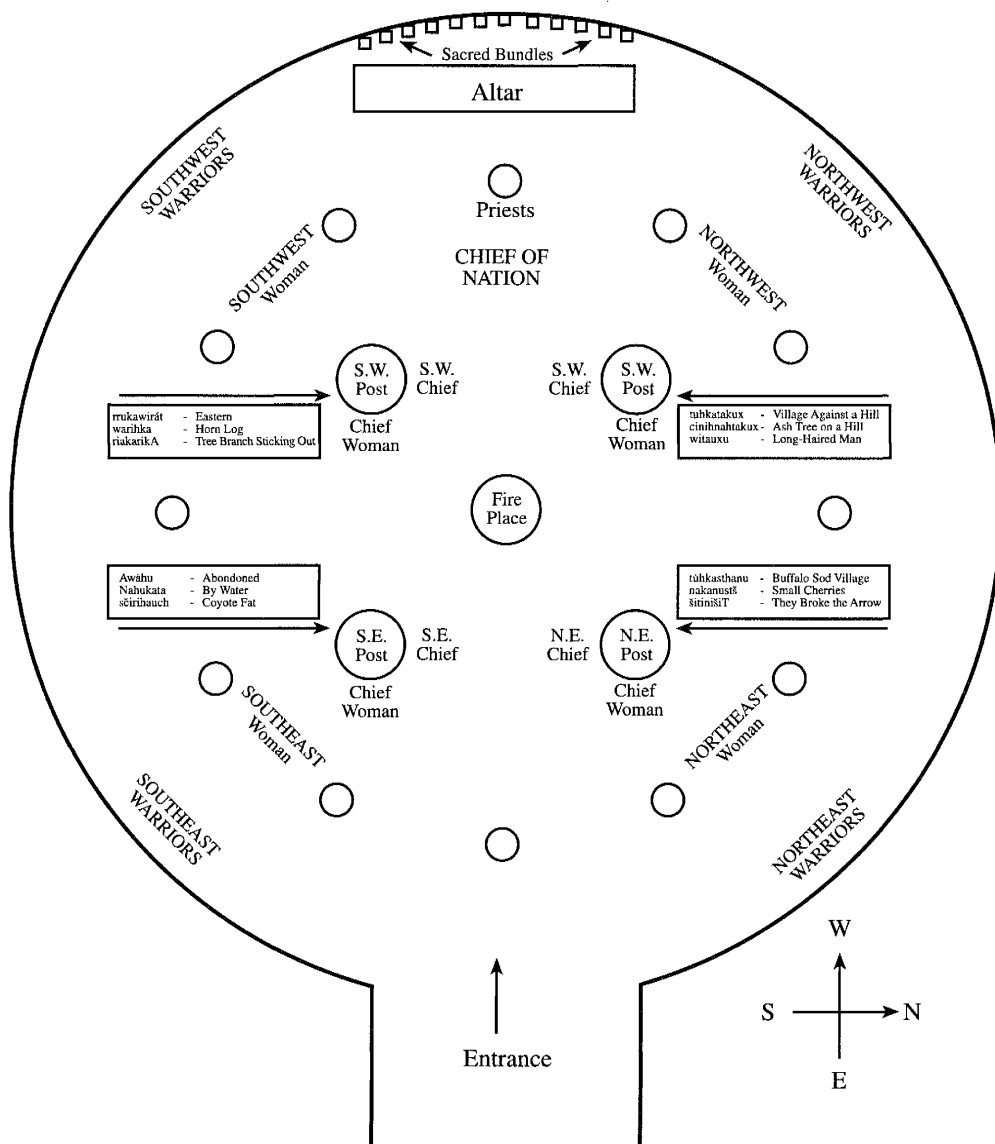 Sacred Bundles
Altar
SOUTHWEST
WARRIORS
NORTHWEST
WARRIORS
Priests
CHIEF OF
NATION
SOUTHWEST
Woman
NORTHWEST
Woman
S.W.
Post
S.W.
Chief
Chief
Woman
S.W.
Chief
S.W.
Post
Chief
Woman
rrukawirát - Eastern
warihka - Horn Log
riakarikA - Tree Branch Sticking Out
tuhkatakux - Village Against a Hill
cinihnahtakux - Ash Tree on a Hill
witauxu - Long-Haired Man
Fire
Place
Awáhu - Abondoned
Nahukata - By Water
sčirihauch - Coyote Fat
túhkasthanu - Buffalo Sod Village
nakanustš - Small Cherries
šitinišiT - They Broke the Arrow
S.E.
Post
S.E.
Chief
Chief
Woman
N.E.
Chief
N.E.
Post
Chief
Woman
SOUTHEAST
Woman
NORTHEAST
Woman
SOUTHEAST
WARRIORS
NORTHEAST
WARRIORS
Entrance
W
S
N
E